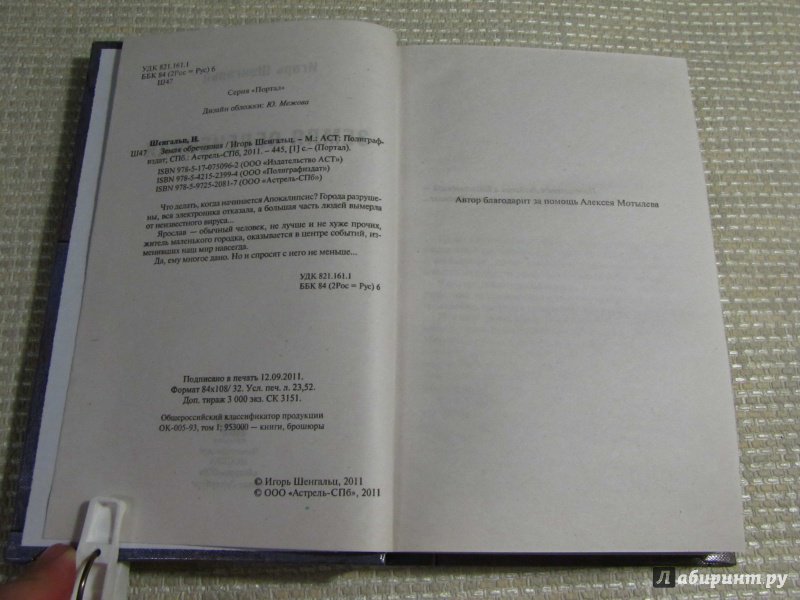 УДК 821.161.1
ББК 84 (2Рос = Рус) 6
Ш47
Серия «Портал»
Дизайн обложки: Ю. Межова
Шенгальц, И.
Ш47 Земля обреченная / Игорь Шенгальц. – М.: АСТ: Полиграф-
издат; СПб.: Астрель-СПб, 2011. – 445, [1] с.– (Портал).
ISBN 978-5-17-075096-2 (ООО «Издательство АСТ»)
ISBN 978-5-4215-2399-4 (ООО «Полиграфиздат»)
ISBN 978-5-9725-2081-7 (ООО «Астрель-СПб»)
Что делать, когда начинается Апокалипсис? Города разруше-
ны, вся электроника отказала, а большая часть людей вымерла
от неизвестного вируса...
Ярослав – обычный человек, не лучше и не хуже прочих,
житель маленького городка, оказывается в центре событий, из-
менивших наш мир навсегда.
Да, ему многое дано. Но и спросят с него не меньше...
УДК 821.161.1
ББК 84 (2Рос = Рус) 6
Подписано в печать 12.09.2011.
Формат 84x108/ 32. Усл. печ. л. 23,52.
Доп. тираж 3 000 экз. СК 3151.
Общероссийский классификатор продукции
ОК-005-93, том I; 953000 — книги, брошюры
© Игорь Шенгальц, 2011
© ООО «Астрель-СПб», 2011
Автор благодарит за помощь Алексея Мотылева
Лабиринт.ру